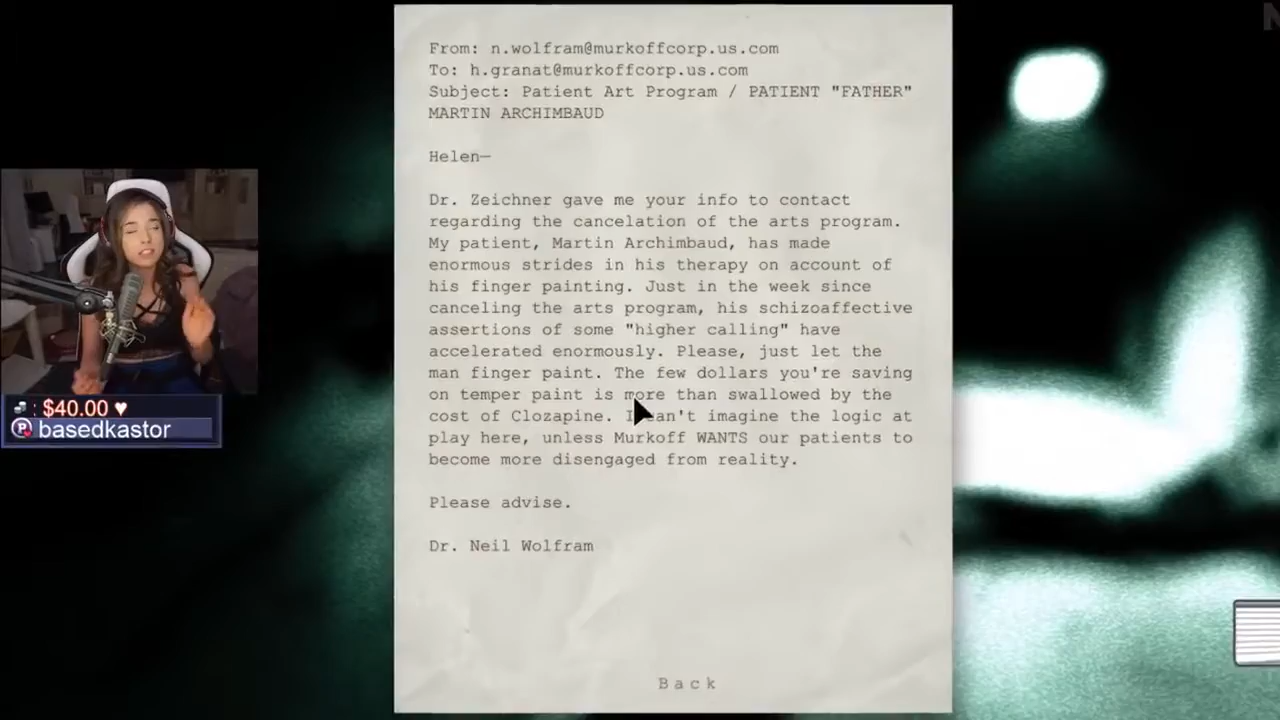 From: n.wolfram@murkoffcorp.us.com
To: h.granat@murkoffcorp.us.com
Subject: Patient Art Program / PATIENT "FATHER"
MARTIN ARCHIMBAUD
Helen—
Dr. Zeichner gave me your info to contact
regarding the cancelation of the arts program.
My patient, Martin Archimbaud, has made
enormous strides in his therapy on account of
his finger painting. Just in the week since
canceling the arts program, his schizoaffective
assertions of some "higher calling" have
accelerated enormously. Please, just let the
man finger paint. The few dollars you're saving
on temper paint is more than swallowed by the
cost of Clozapine. I can't imagine the logic at
play here, unless Murkoff WANTS our patients to
become more disengaged from reality.
Please advise.
Dr. Neil Wolfram
Back
: $40.00 ♥
basedkastor